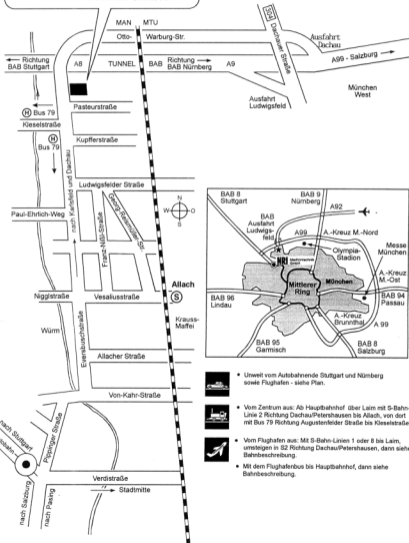 MAN MTU
Otto- Warburg-Str.
304
Dachauer Straße
Ausfahrt
Dachau
Richtung
BAB Stuttgart
A8
TUNNEL
BAB
Richtung
BAB Nürnberg
A9
A99 - Salzburg
München
West
Ausfahrt
Ludwigsfeld
Pasteurstraße
H Bus 79
Kieselstraße
H
Bus 79
Kupfferstraße
nach Karlsfeld und Dachau
Ludwigsfelder Straße
Paul-Ehrlich-Weg
Franz-Nißl-Straße
Georg-Reismüller-Str.
N
W O
S
Allach
S
Nigglstraße
Vesaliusstraße
Krauss-
Maffei
Würm
Eversbuschstraße
Allacher Straße
Von-Kahr-Straße
nach Stuttgart
Pippinger Straße
nach Salzburg
nach Pasing
Verdistraße
Stadtmitte
BAB 8
Stuttgart
BAB 9
Nürnberg
A92
BAB
Ausfahrt
Ludwigs-
feld
A99
A.-Kreuz M.-Nord
Olympia-
Stadion
Messe
München
NRI
München
A.-Kreuz
M.-Ost
Mittlerer
Ring
BAB 96
Lindau
BAB 94
Passau
A.-Kreuz
Brunnthal
A 99
BAB 95
Garmisch
BAB 8
Salzburg
• Unweit vom Autobahnende Stuttgart und Nürnberg
sowie Flughafen - siehe Plan.
• Vom Zentrum aus: Ab Hauptbahnhof über Laim mit S-Bahn-
Linie 2 Richtung Dachau/Petershausen bis Allach, von dort
mit Bus 79 Richtung Augustenfelder Straße bis Kieselstraße
• Vom Flughafen aus: Mit S-Bahn-Linien 1 oder 8 bis Laim,
umsteigen in S2 Richtung Dachau/Petershausen, dann siehe
Bahnbeschreibung.
• Mit dem Flughafenbus bis Hauptbahnhof, dann siehe
Bahnbeschreibung.